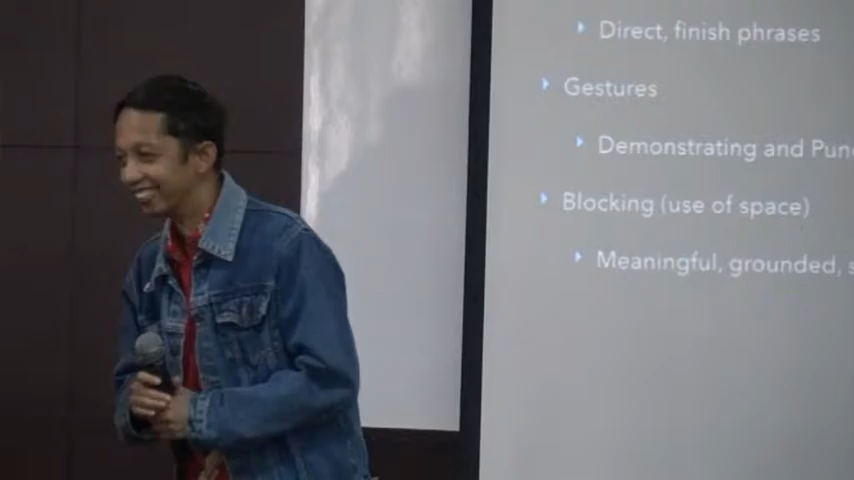 Direct, finish phrases
Gestures
Demonstrating and
Blocking (use of space)
Meaningful, grounded,